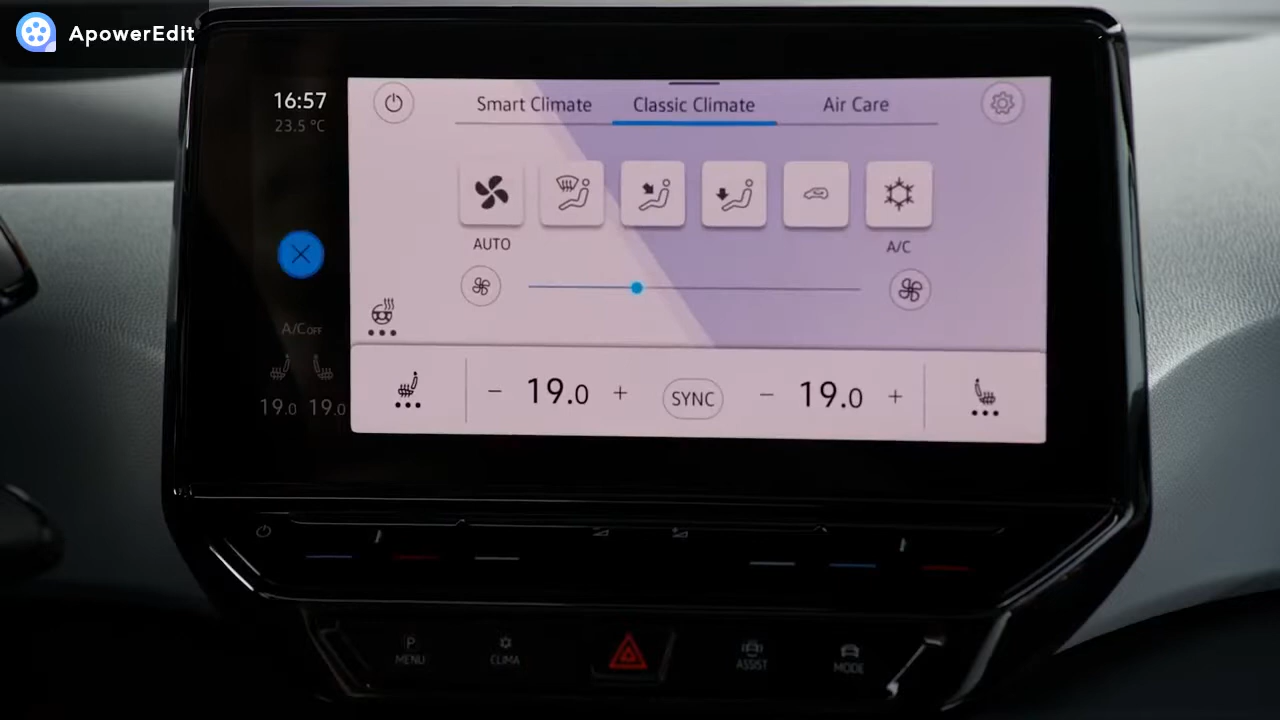 ApowerEdit
16:57
23.5 °C
Smart Climate
Classic Climate
Air Care
AUTO
A/C
A/C OFF
19.0 19.0
− 19.0 +
SYNC
− 19.0 +
P
MENU
CLIMA
ASSIST
MODE